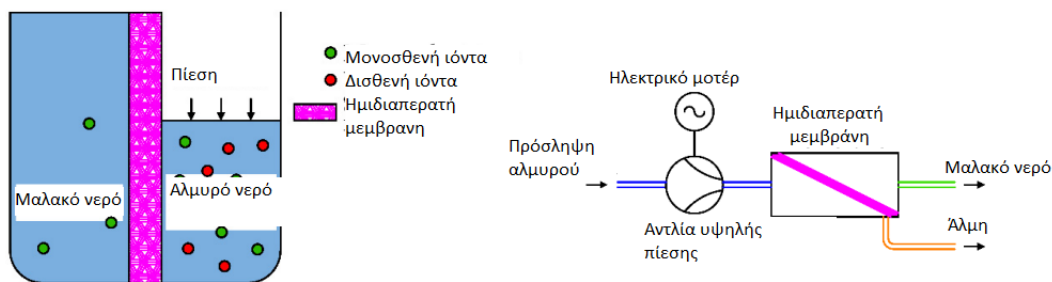 Πίεση
Μαλακό νερό
Αλμυρό νερό
Μονοσθενή ιόντα
Δισθενή ιόντα
Ημιδιαπερατή
μεμβρανη
Ηλεκτρικό μοτέρ
Πρόσληψη
αλμυρού
Αντλία υψηλής
πίεσης
Ημιδιαπερατή
μεμβράνη
Μαλακό νερό
Άλμη